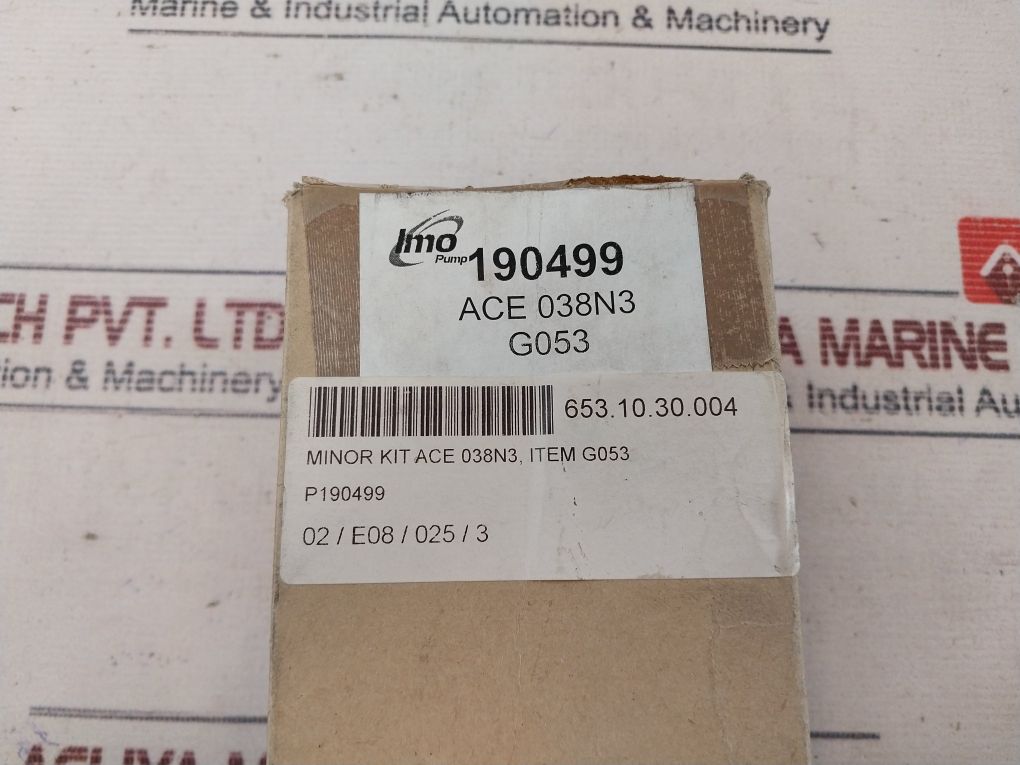 Marine & Industrial Automation & Machinery
Imo
Pump
190499
ACE 038N3
G053
CH PVT. LTD
A MARINE
tion & Machinery
& Industrial Au
653.10.30.004
MINOR KIT ACE 038N3, ITEM G053
P190499
02 / E08 / 025 / 3